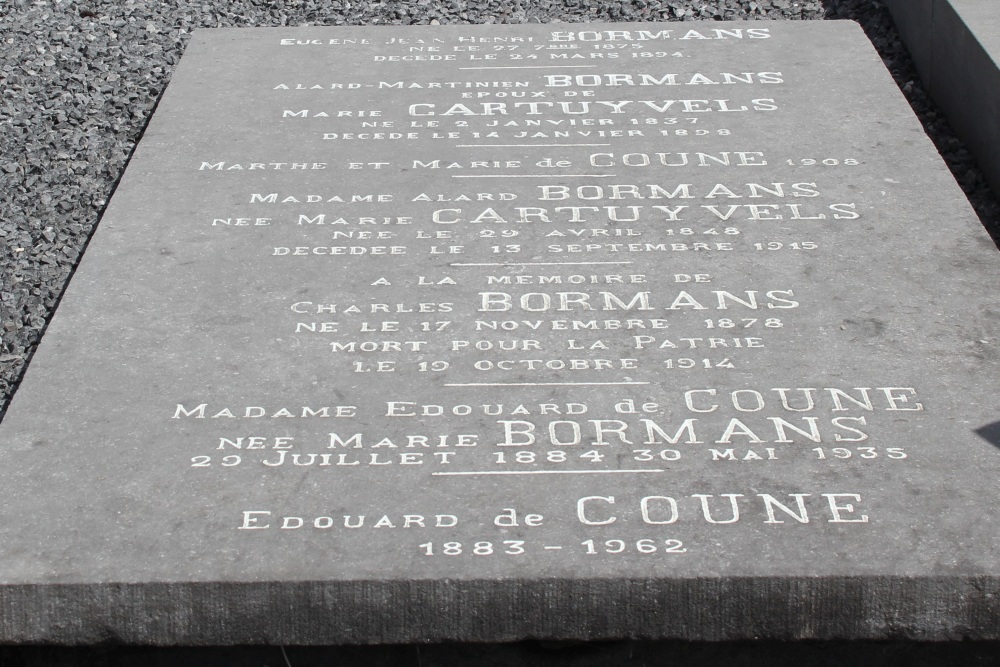 EUGENE JEAN HENRI BORMANS
NE LE 27 7BRE 1875
DECEDE LE 24 MARS 1894.
ALARD-MARTINIEN BORMANS
EPOUX DE
MARIE CARTUYVELS
NE LE 2 JANVIER 1837
DECEDE LE 14 JANVIER 1898
MARTHE ET MARIE de COUNE 1908
MADAME ALARD BORMANS
NEE MARIE CARTUYVELS
NEE LE 29 AVRIL 1848
DECEDEE LE 13 SEPTEMBRE 1915
A LA MEMOIRE DE
CHARLES BORMANS
NE LE 17 NOVEMBRE 1878
MORT POUR LA PATRIE
LE 19 OCTOBRE 1914
MADAME EDOUARD de COUNE
NEE MARIE BORMANS
29 JUILLET 1884 30 MAI 1935
EDOUARD de COUNE
1883 - 1962